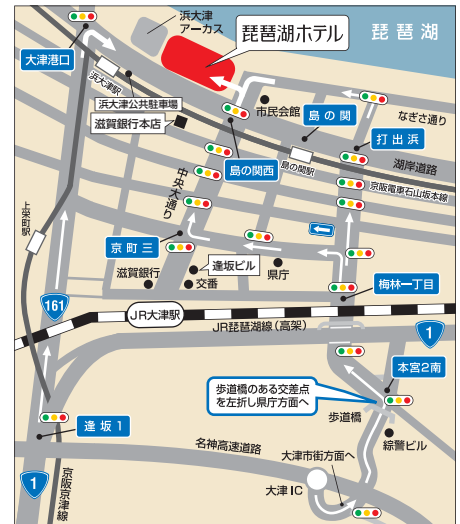 浜大津
アーカス
琵琶湖ホテル
琵琶湖
大津港口
浜大津駅
浜大津公共駐車場
滋賀銀行本店
市民会館
島の関
なぎさ通り
打出浜
島の関西
島の関駅
湖岸道路
京阪電車石山坂本線
中央大通り
上栄町駅
京町三
逢坂ビル
滋賀銀行
交番
県庁
梅林一丁目
161
JR大津駅
JR琵琶湖線(高架)
1
本宮2南
歩道橋のある交差点
を左折し県庁方面へ
歩道橋
綜警ビル
逢坂1
名神高速道路
大津市街方面へ
大津IC
1
京阪京津線